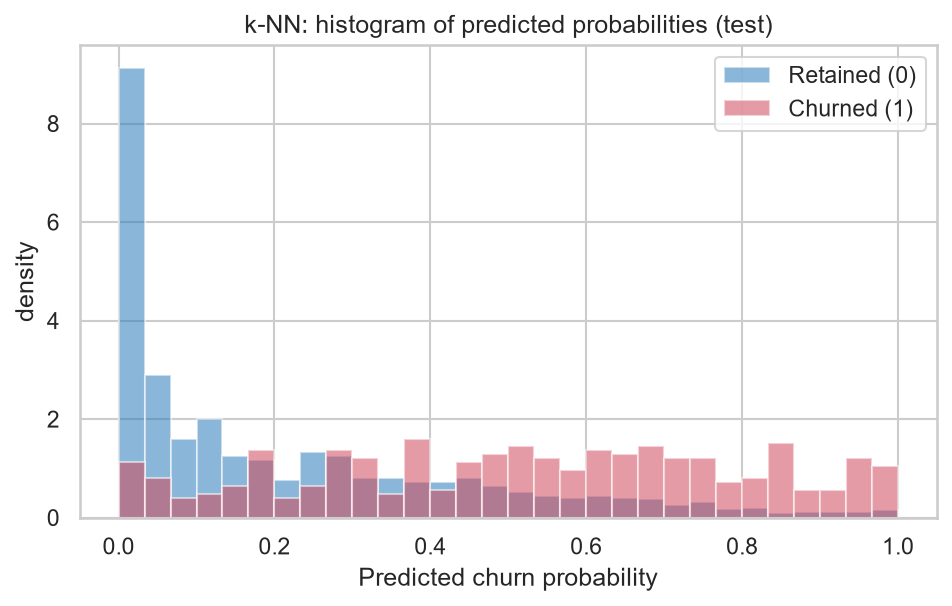 k-NN: histogram of predicted probabilities (test)
Retained (0)
Churned (1)
density
8
6
4
2
0
0.0 0.2 0.4 0.6 0.8 1.0
Predicted churn probability